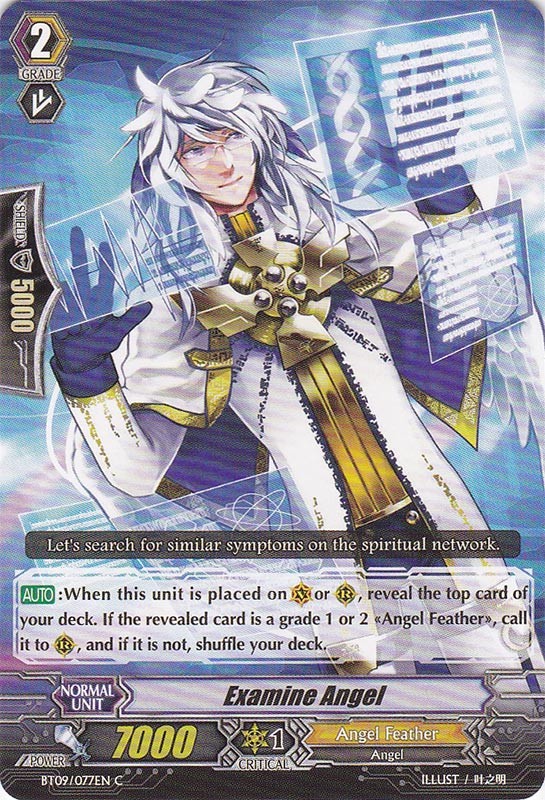 2
GRADE
SHIELD
5000
Let's search for similar symptoms on the spiritual network.
AUTO :When this unit is placed on V or R, reveal the top card of
your deck. If the revealed card is a grade 1 or 2 «Angel Feather», call
it to R, and if it is not, shuffle your deck.
NORMAL
UNIT
Examine Angel
POWER
7000
1
CRITICAL
Angel Feather
Angel
BT09/077EN C
ILLUST / 叶之明